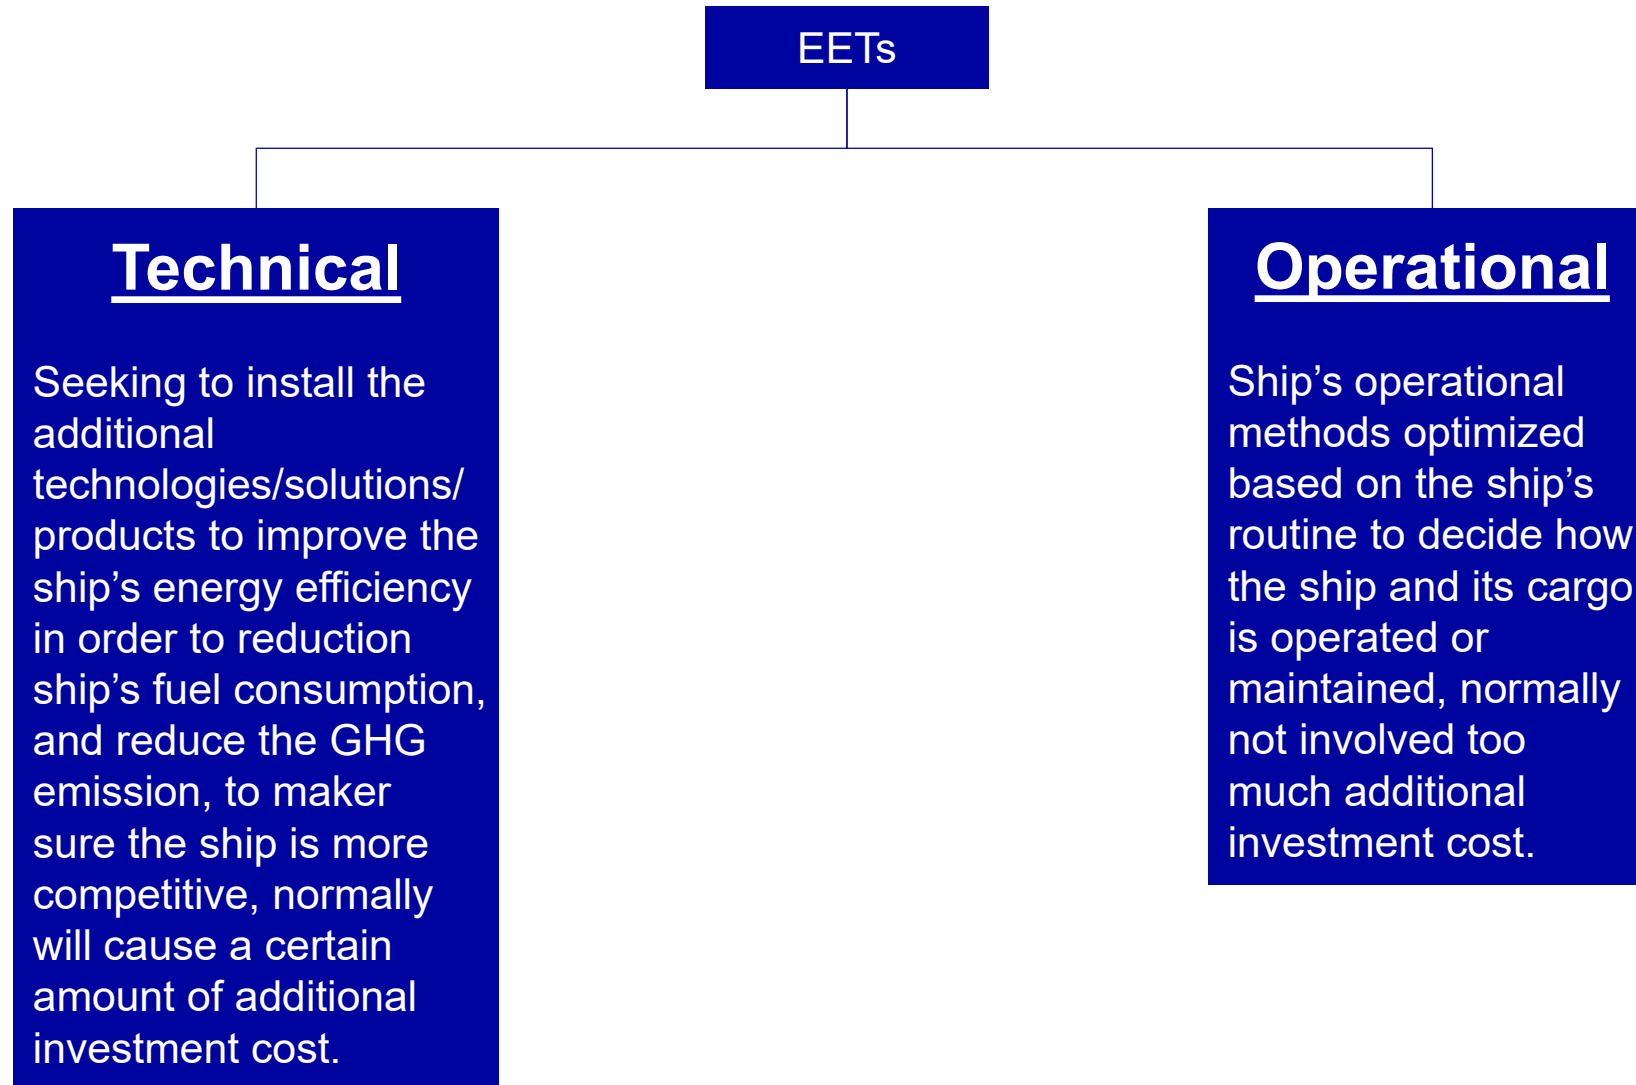 EETs
Technical
Seeking to install the
additional
technologies/solutions/
products to improve the
ship’s energy efficiency
in order to reduction
ship’s fuel consumption,
and reduce the GHG
emission, to maker
sure the ship is more
competitive, normally
will cause a certain
amount of additional
investment cost.
Operational
Ship’s operational
methods optimized
based on the ship’s
routine to decide how
the ship and its cargo
is operated or
maintained, normally
not involved too
much additional
investment cost.